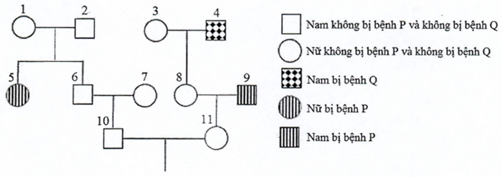 1 2 3 4
Nam không bị bệnh P và không bị bệnh Q
Nữ không bị bệnh P và không bị bệnh Q
5 6 7 8 9
Nam bị bệnh Q
Nữ bị bệnh P
10 11
Nam bị bệnh P